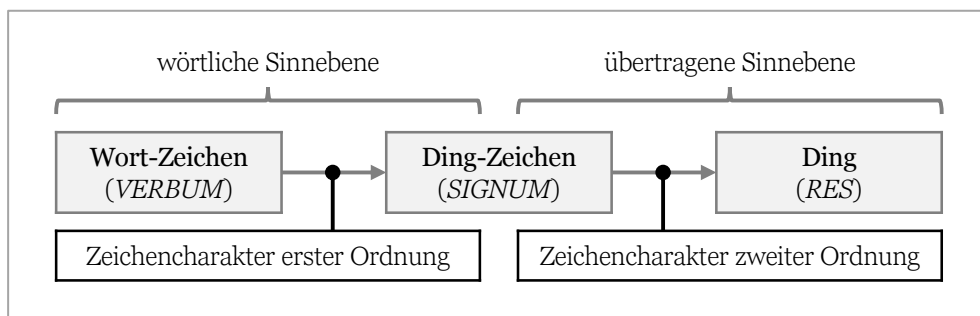 wörtliche Sinnebene
übertragene Sinnebene
Wort-Zeichen
(VERBUM)
Ding-Zeichen
(SIGNUM)
Ding
(RES)
Zeichencharakter erster Ordnung
Zeichencharakter zweiter Ordnung